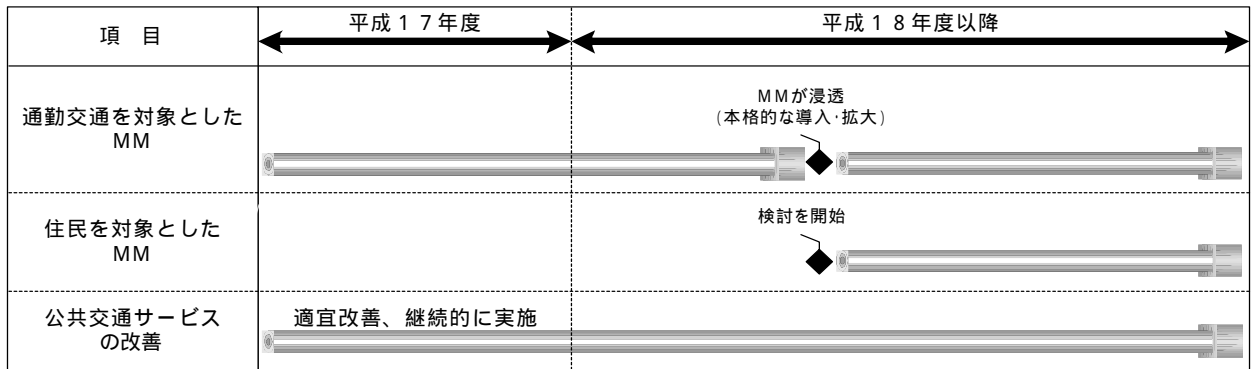 項　目
平成１７年度
平成１８年度以降
通勤交通を対象とした
ＭＭ
ＭＭが浸透
(本格的な導入・拡大)
住民を対象とした
ＭＭ
検討を開始
公共交通サービス
の改善
適宜改善、継続的に実施